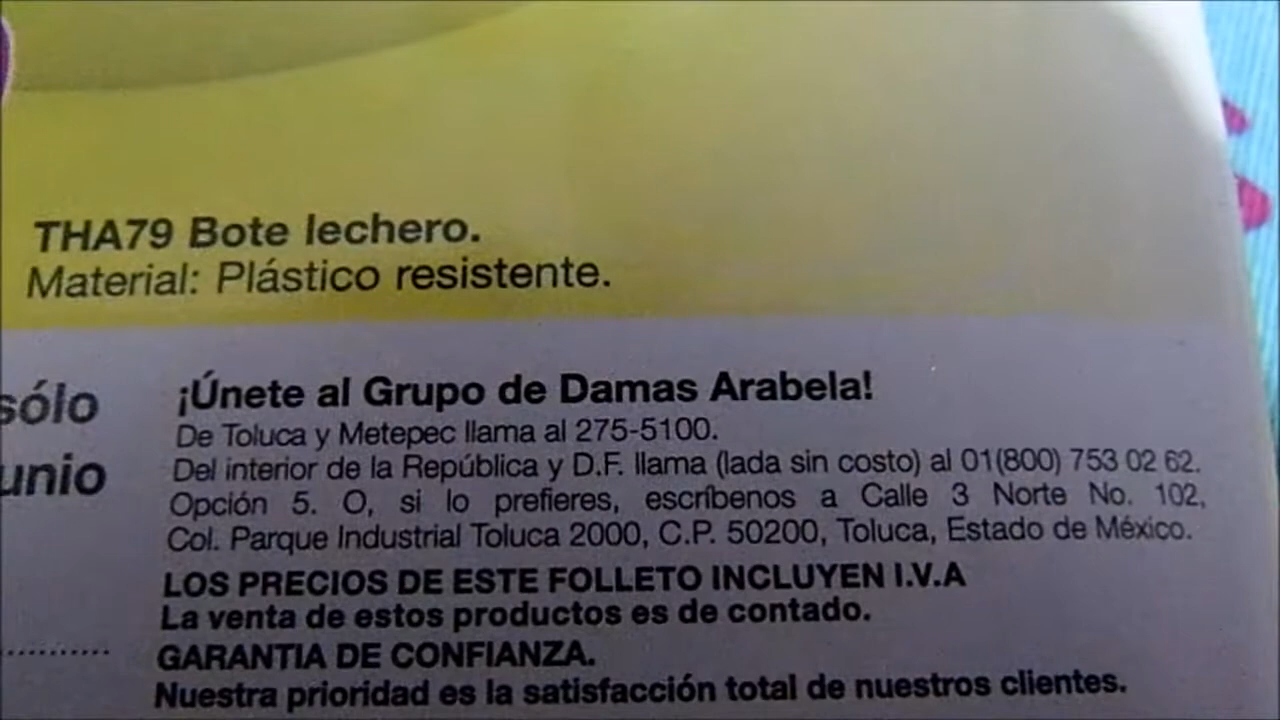 THA79 Bote lechero.
Material: Plástico resistente.
sólo
unio
¡Únete al Grupo de Damas Arabela!
De Toluca y Metepec llama al 275-5100.
Del interior de la República y D.F. llama (lada sin costo) al 01(800) 753 02 62.
Opción 5. O, si lo prefieres, escríbenos a Calle 3 Norte No. 102,
Col. Parque Industrial Toluca 2000, C.P. 50200, Toluca, Estado de México.
LOS PRECIOS DE ESTE FOLLETO INCLUYEN I.V.A
La venta de estos productos es de contado.
GARANTIA DE CONFIANZA.
Nuestra prioridad es la satisfacción total de nuestros clientes.